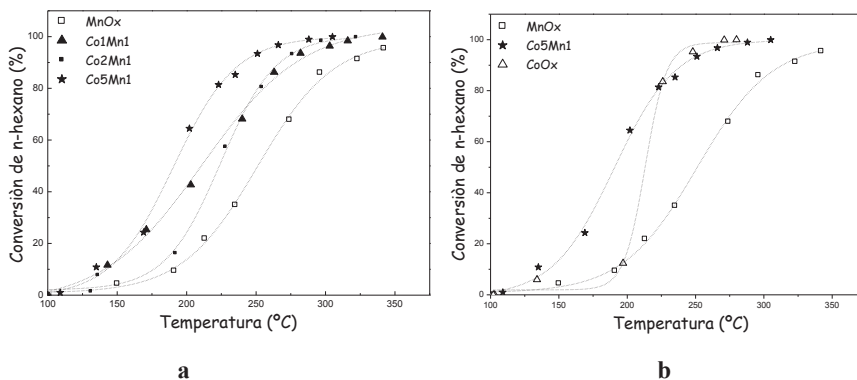 MnOx
Co1Mn1
Co2Mn1
Co5Mn1
100
80
60
40
20
0
Conversiòn de n-hexano (%)
100 150 200 250 300 350
Temperatura (ºC)
a
MnOx
Co5Mn1
CoOx
100
80
60
40
20
0
Conversiòn de n-hexano (%)
100 150 200 250 300 350
Temperatura (ºC)
b